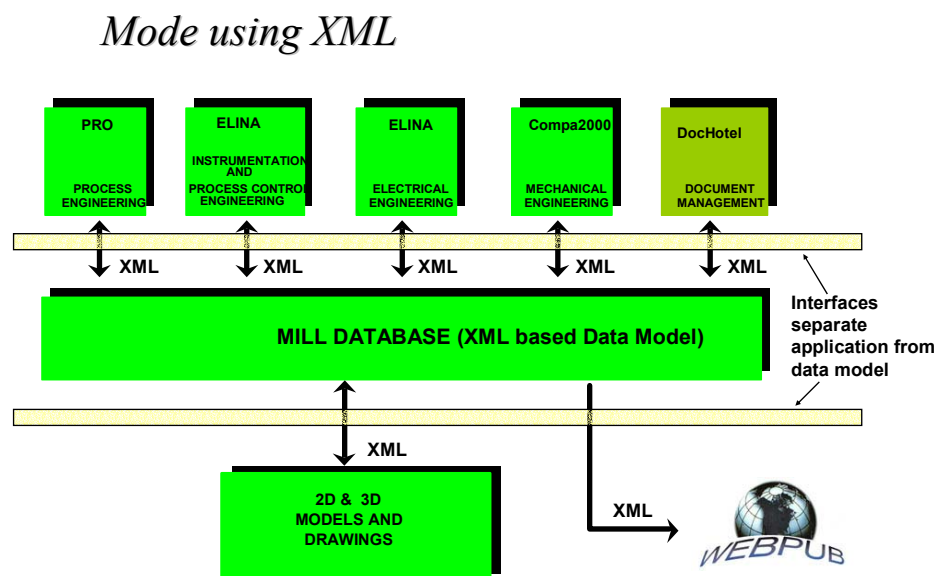 Mode using XML
PRO
PROCESS
ENGINEERING
ELINA
INSTRUMENTATION
AND
PROCESS CONTROL
ENGINEERING
ELINA
ELECTRICAL
ENGINEERING
Compa2000
MECHANICAL
ENGINEERING
DocHotel
DOCUMENT
MANAGEMENT
XML
XML
XML
XML
XML
Interfaces
separate
application from
data model
MILL DATABASE (XML based Data Model)
XML
2D & 3D
MODELS AND
DRAWINGS
XML
WEBPUB